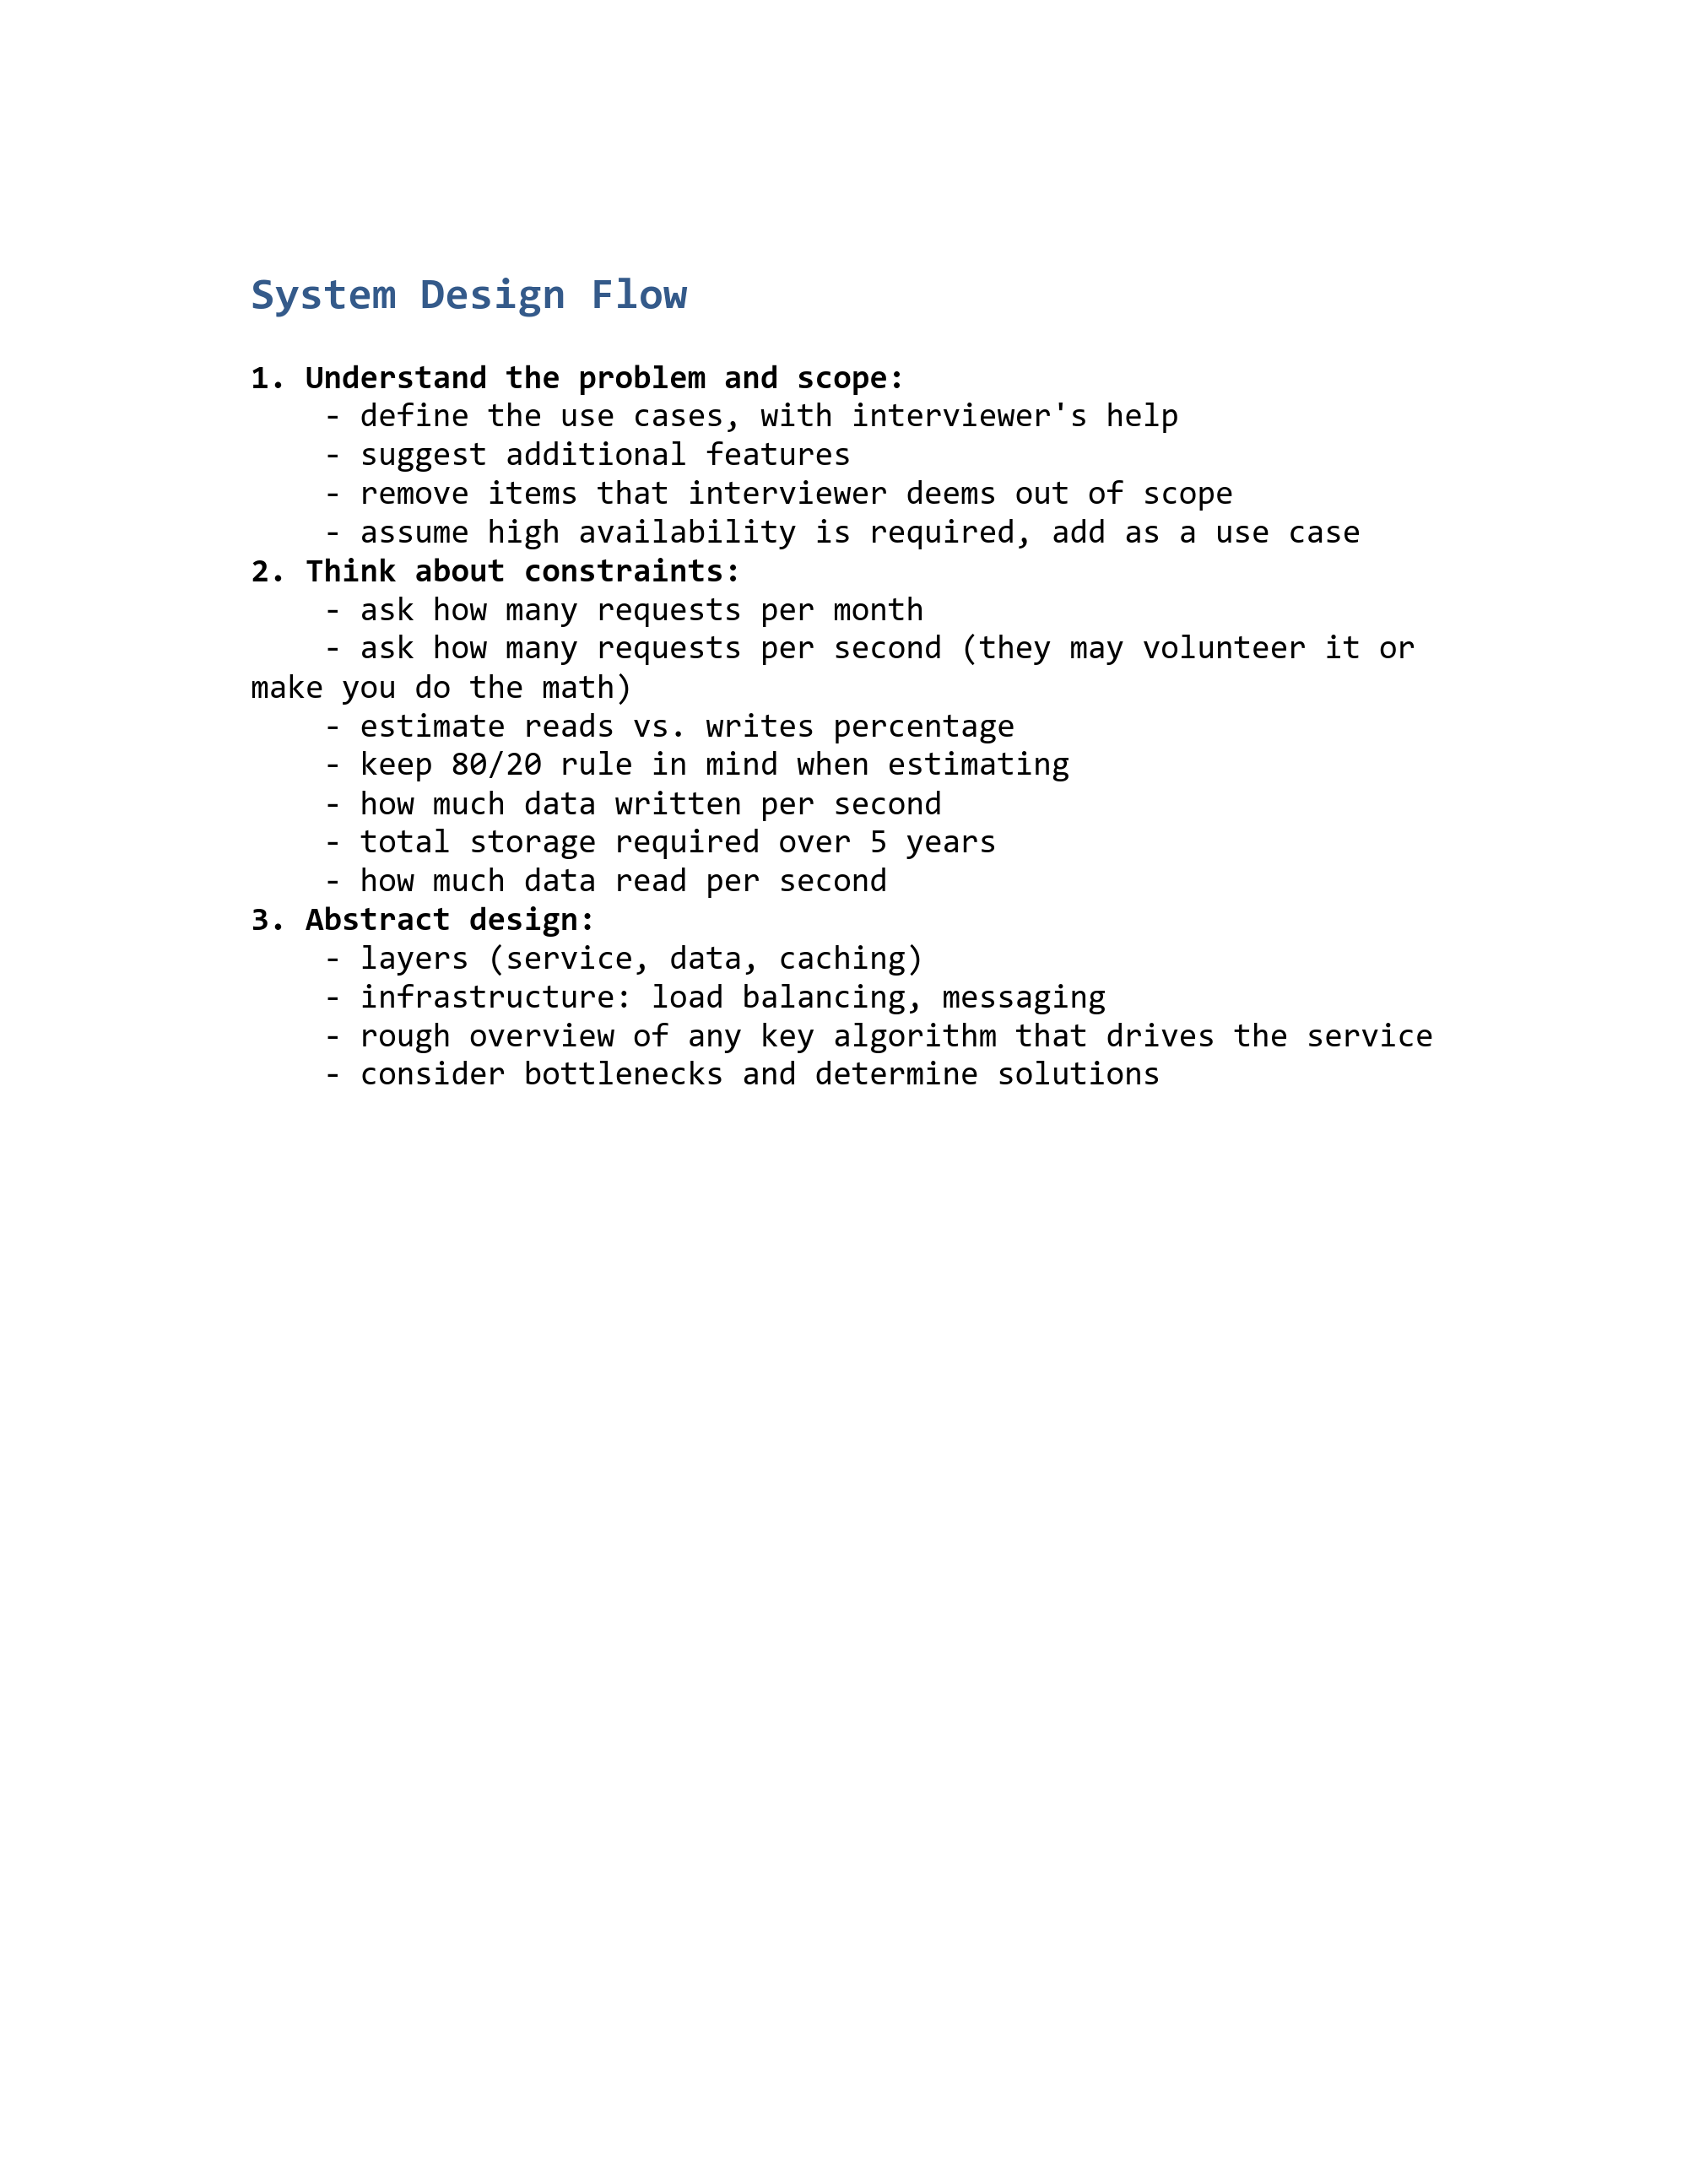 System Design Flow
1. Understand the problem and scope:
- define the use cases, with interviewer's help
- suggest additional features
- remove items that interviewer deems out of scope
- assume high availability is required, add as a use case
2. Think about constraints:
- ask how many requests per month
- ask how many requests per second (they may volunteer it or
make you do the math)
- estimate reads vs. writes percentage
- keep 80/20 rule in mind when estimating
- how much data written per second
- total storage required over 5 years
- how much data read per second
3. Abstract design:
- layers (service, data, caching)
- infrastructure: load balancing, messaging
- rough overview of any key algorithm that drives the service
- consider bottlenecks and determine solutions